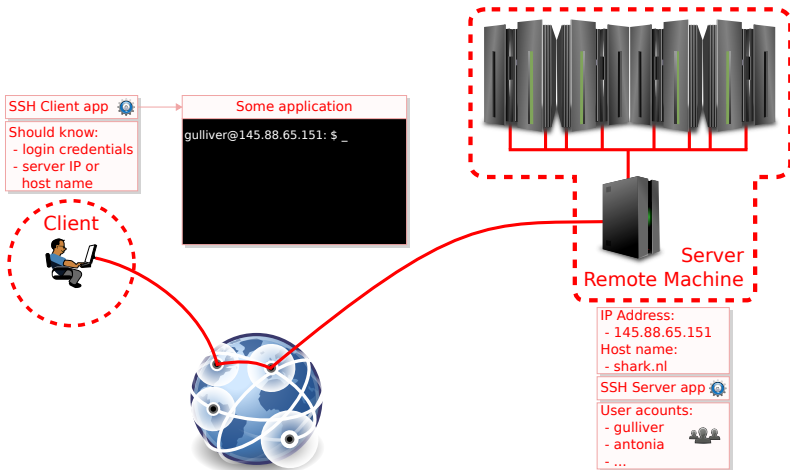 SSH Client app
Should know:
- login credentials
- server IP or
host name
Some application
gulliver@145.88.65.151: $ _
Client
Server
Remote Machine
IP Address:
- 145.88.65.151
Host name:
- shark.nl
SSH Server app
User acounts:
- gulliver
- antonia
- ...